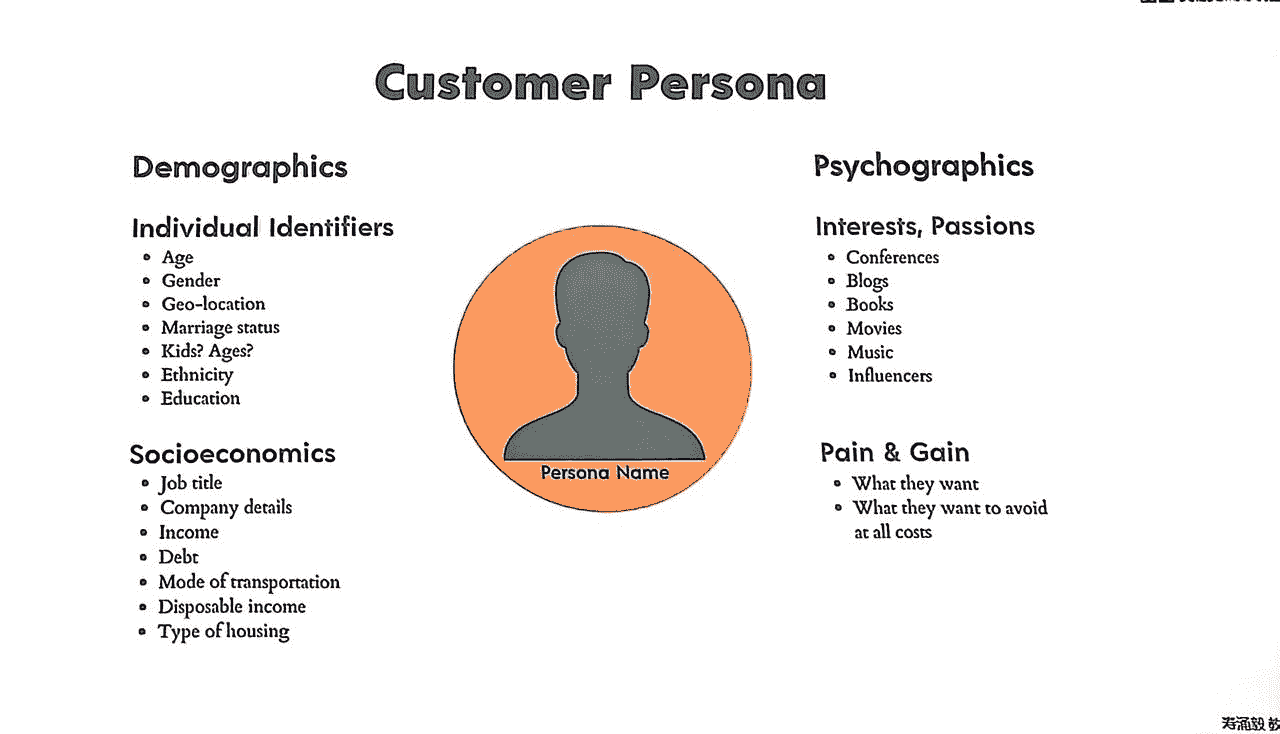 Customer Persona
Demographics
Individual Identifiers
• Age
• Gender
• Geo-location
• Marriage status
• Kids? Ages?
• Ethnicity
• Education
Socioeconomics
• Job title
• Company details
• Income
• Debt
• Mode of transportation
• Disposable income
• Type of housing
Persona Name
Psychographics
Interests, Passions
• Conferences
• Blogs
• Books
• Movies
• Music
• Influencers
Pain & Gain
• What they want
• What they want to avoid
at all costs